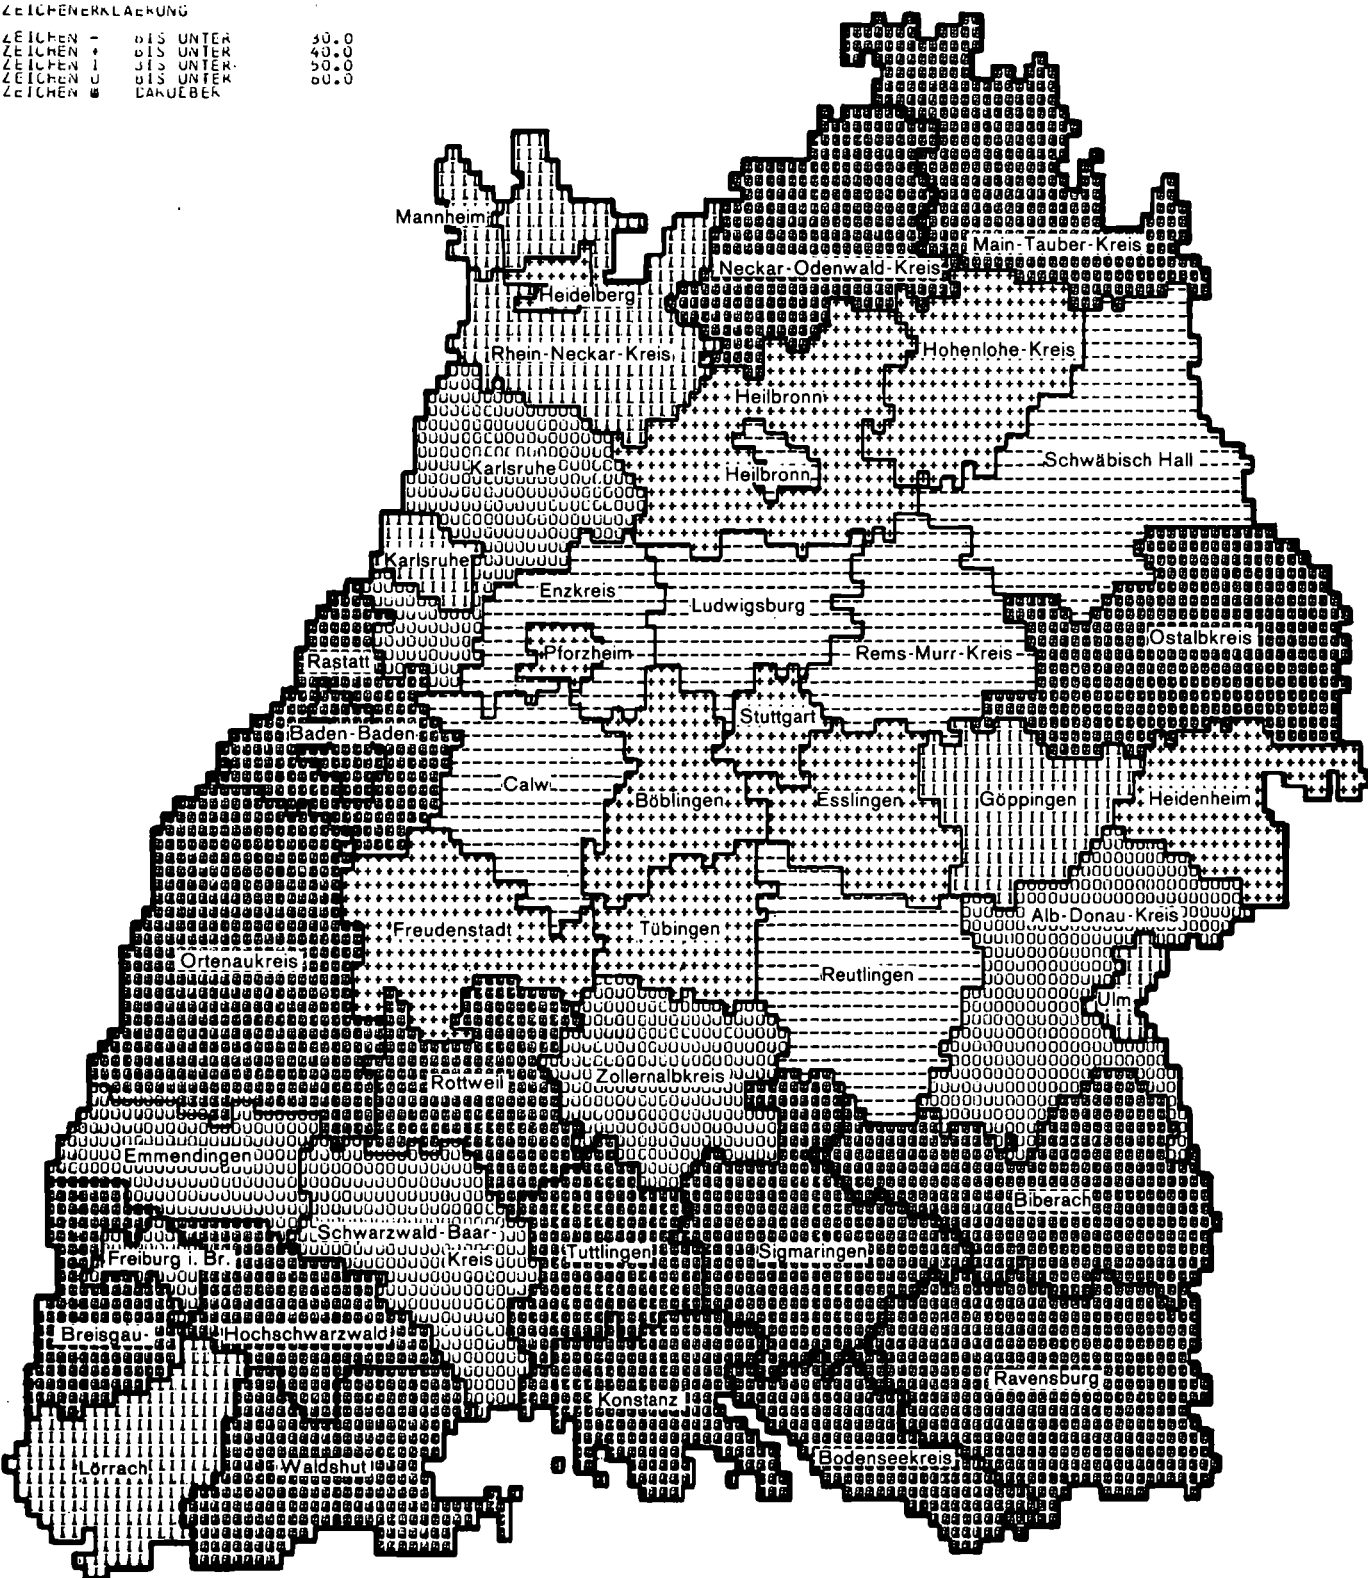 ZEICHENERKLAERUNG
ZEICHEN - BIS UNTER 30.0
ZEICHEN + BIS UNTER 40.0
ZEICHEN I BIS UNTER 50.0
ZEICHEN O BIS UNTER 60.0
ZEICHEN DARUEBER
Mannheim
Main-Tauber-Kreis
Neckar-Odenwald-Kreis
Heidelberg
Rhein-Neckar-Kreis
Hohenlohe-Kreis
Heilbronn
Schwäbisch Hall
Karlsruhe
Heilbronn
Karlsruhe
Enzkreis
Ludwigsburg
Ostalbkreis
Pforzheim
Rems-Murr-Kreis
Rastatt
Stuttgart
Baden-Baden
Calw
Böblingen
Esslingen
Göppingen
Heidenheim
Alb-Donau-Kreis
Freudenstadt
Tübingen
Ortenaukreis
Reutlingen
Ulm
Rottweil
Zollernalbkreis
Emmendingen
Biberach
Schwarzwald-Baar-
Kreis
Tuttlingen
Sigmaringen
Freiburg i. Br.
Breisgau-
Hochschwarzwald
Ravensburg
Konstanz
Bodenseekreis
Lörrach
Waldshut